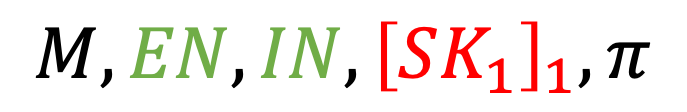 M, EN, IN, [SK₁]₁, π